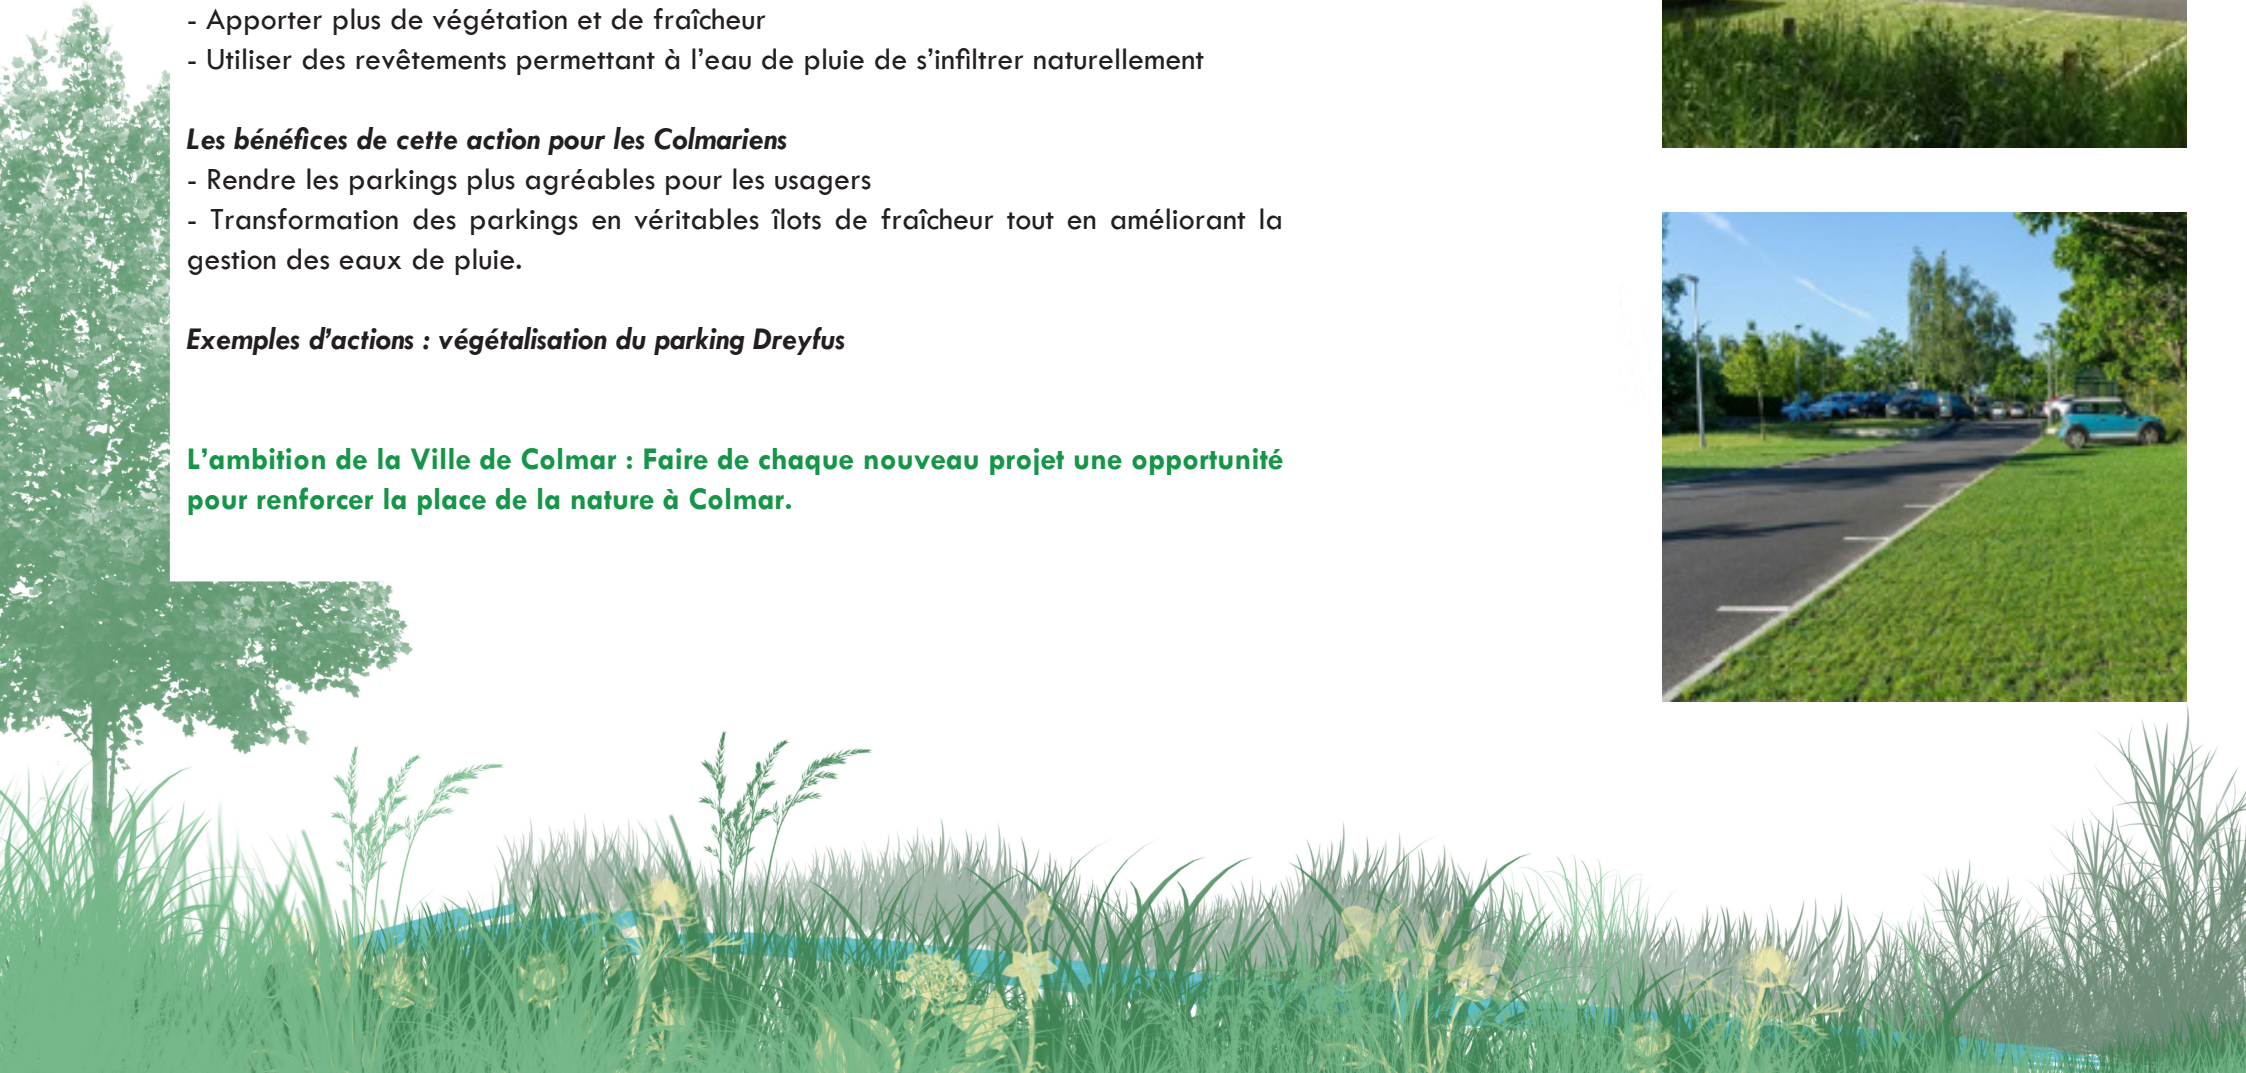 - Apporter plus de végétation et de fraîcheur
- Utiliser des revêtements permettant à l’eau de pluie de s’infiltrer naturellement
Les bénéfices de cette action pour les Colmariens
- Rendre les parkings plus agréables pour les usagers
- Transformation des parkings en véritables îlots de fraîcheur tout en améliorant la
gestion des eaux de pluie.
Exemples d’actions : végétalisation du parking Dreyfus
L’ambition de la Ville de Colmar : Faire de chaque nouveau projet une opportunité
pour renforcer la place de la nature à Colmar.